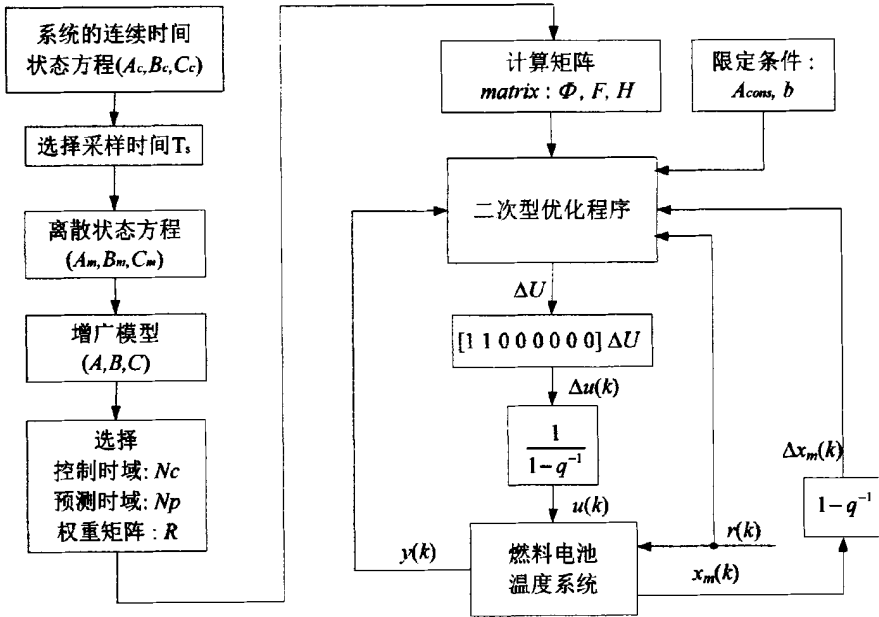 系统的连续时间
状态方程(Ac,Bc,Cc)
选择采样时间Ts
离散状态方程
(Am,Bm,Cm)
增广模型
(A,B,C)
选择
控制时域: Nc
预测时域: Np
权重矩阵 : R
计算矩阵
matrix : Φ, F, H
限定条件 :
Acons, b
二次型优化程序
ΔU
[1 1 0 0 0 0 0 0] ΔU
Δu(k)
1
1-q⁻¹
u(k)
燃料电池
温度系统
y(k)
r(k)
xm(k)
Δxm(k)
1-q⁻¹